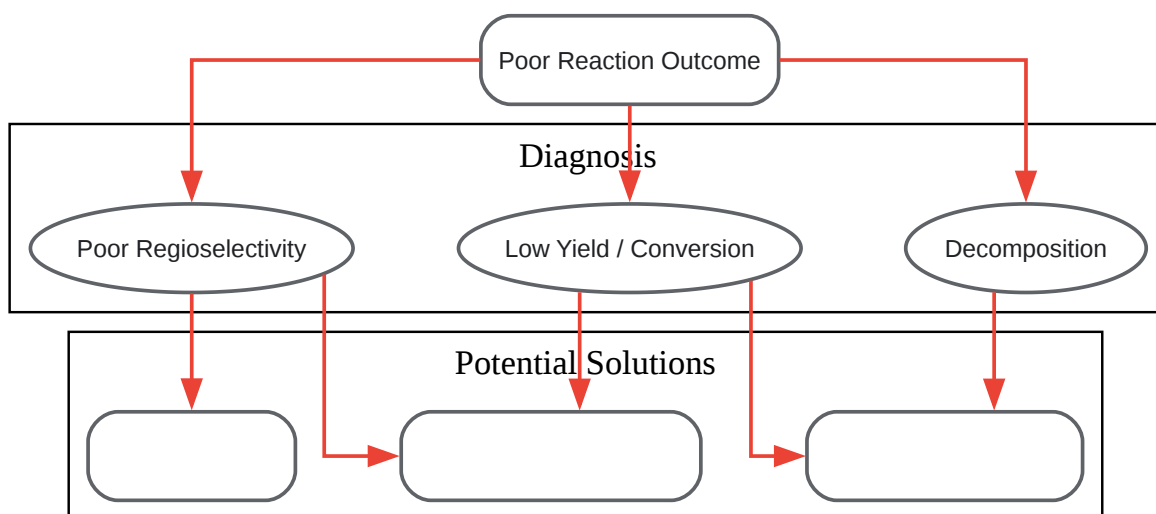 Poor Reaction Outcome
Diagnosis
Poor Regioselectivity
Low Yield / Conversion
Decomposition
Potential Solutions